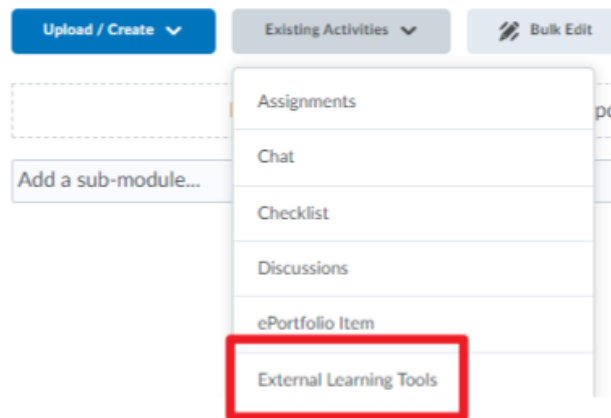 Upload / Create
Existing Activities
Bulk Edit
Add a sub-module...
Assignments
Chat
Checklist
Discussions
ePortfolio Item
External Learning Tools